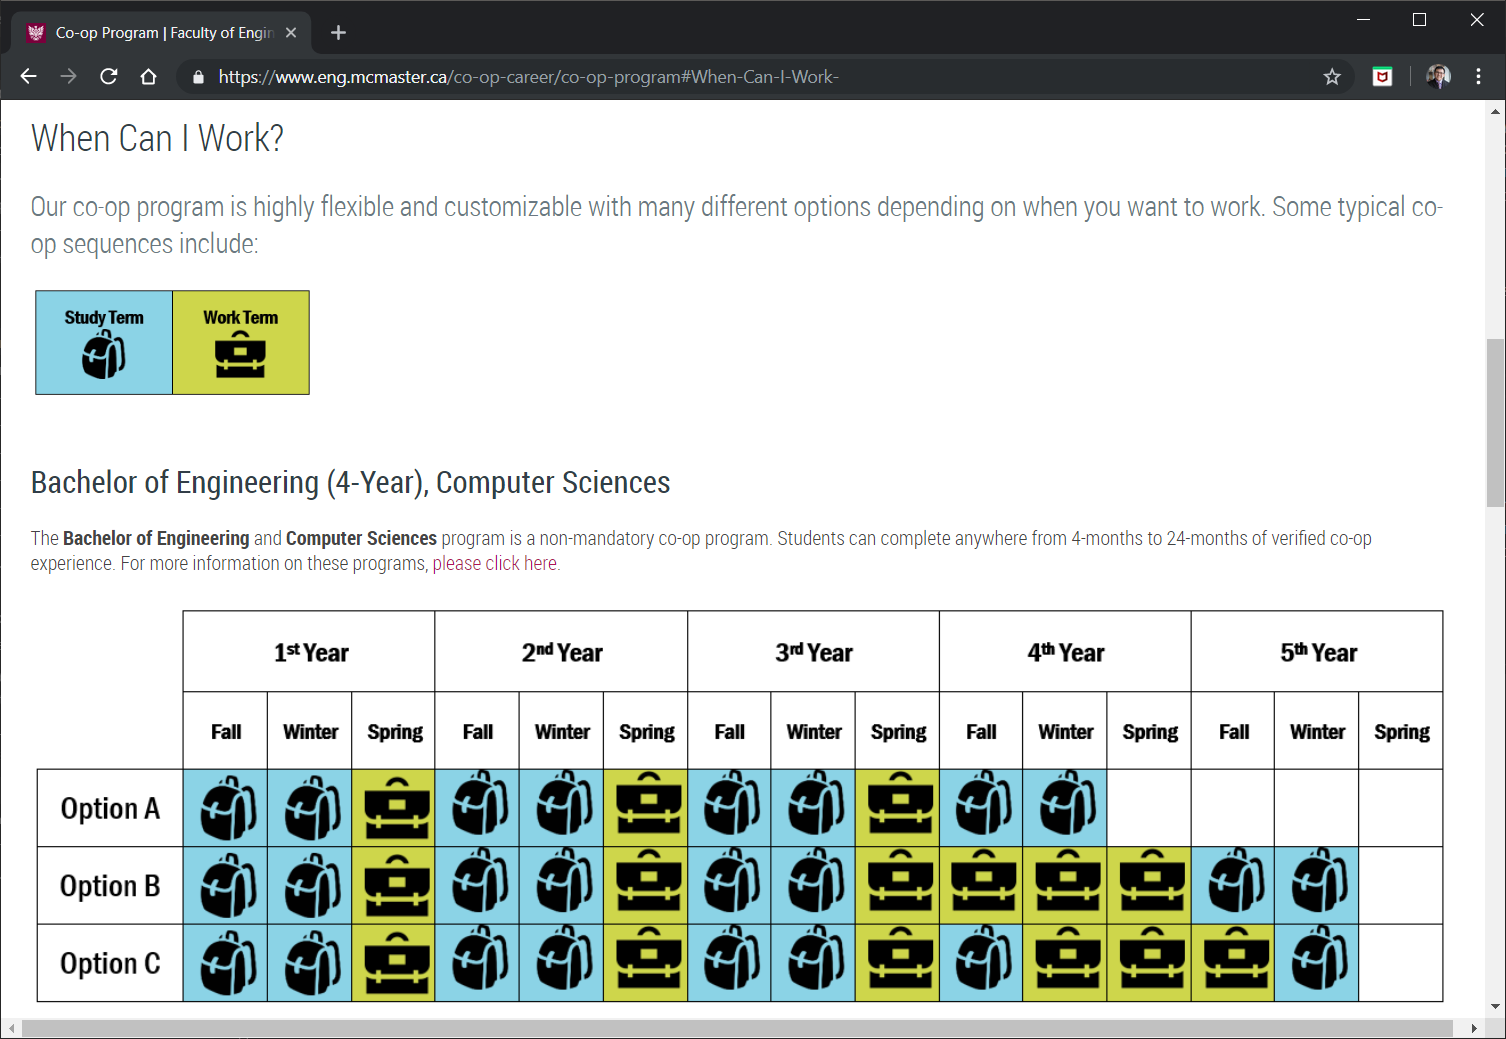 Co-op Program | Faculty of Engin
https://www.eng.mcmaster.ca/co-op-career/co-op-program#When-Can-I-Work-
When Can I Work?
Our co-op program is highly flexible and customizable with many different options depending on when you want to work. Some typical co-
op sequences include:
Study Term Work Term
Bachelor of Engineering (4-Year), Computer Sciences
The Bachelor of Engineering and Computer Sciences program is a non-mandatory co-op program. Students can complete anywhere from 4-months to 24-months of verified co-op
experience. For more information on these programs, please click here.
1st Year 2nd Year 3rd Year 4th Year 5th Year
Fall Winter Spring Fall Winter Spring Fall Winter Spring Fall Winter Spring Fall Winter Spring
Option A
Option B
Option C